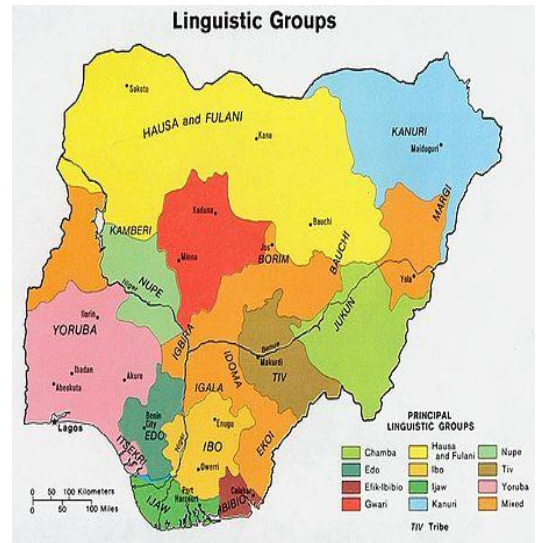 Linguistic Groups
Sokoto
HAUSA and FULANI
Kano
KANURI
Maiduguri
MARGI
Kaduna
Bauchi
KAMBERI
BAUCHI
Jos
BORIM
Minna
Yola
NUPE
Niger
JUKUN
Ilorin
YORUBA
IGBIRA
Benue
IDOMA
Makurdi
TIV
Ibadan
Akure
Abeokuta
IGALA
Benin
City
EDO
Enugu
Lagos
ITSEKRI
Niger
IBO
EKOI
Owerri
Port
Harcourt
Calabar
IJAW
IBIBIO
0 50 100 Kilometers
0 50 100 Miles
PRINCIPAL
LINGUISTIC GROUPS
Chamba
Edo
Efik-Ibibio
Gwari
Hausa
and Fulani
Ibo
Ijaw
Kanuri
Nupe
Tiv
Yoruba
Mixed
TIV Tribe